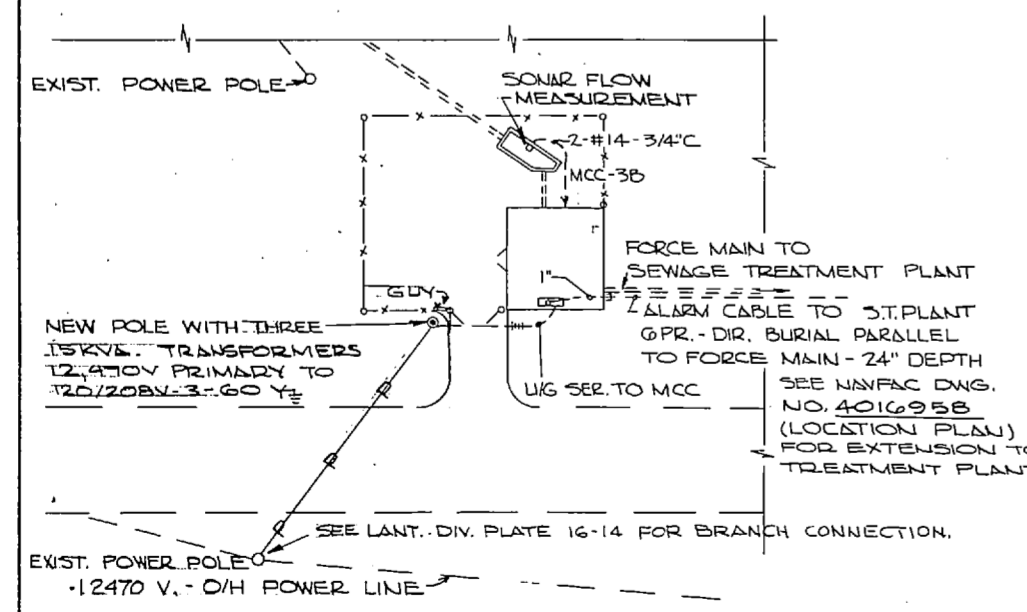 EXIST. POWER POLE
SONAR FLOW
MEASUREMENT
2-#14-3/4"C
MCC-3B
FORCE MAIN TO
SEWAGE TREATMENT PLANT
1"
GUY
ALARM CABLE TO S.T. PLANT
6PR.-DIR. BURIAL PARALLEL
TO FORCE MAIN - 24" DEPTH
NEW POLE WITH THREE
15KVA. TRANSFORMERS
12,470V PRIMARY TO
120/208V-3-60 Y
U/G SER. TO MCC
SEE NAVFAC DWG.
NO. 4016958
(LOCATION PLAN)
FOR EXTENSION TO
TREATMENT PLANT
SEE LANT. DIV. PLATE 16-14 FOR BRANCH CONNECTION.
EXIST. POWER POLE
12470 V. - O/H POWER LINE